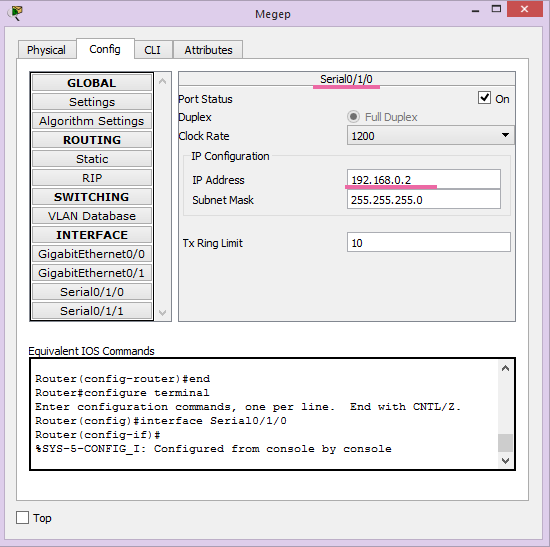 Megep
Physical Config CLI Attributes
GLOBAL
Settings
Algorithm Settings
ROUTING
Static
RIP
SWITCHING
VLAN Database
INTERFACE
GigabitEthernet0/0
GigabitEthernet0/1
Serial0/1/0
Serial0/1/1
Serial0/1/0
Port Status On
Duplex Full Duplex
Clock Rate 1200
IP Configuration
IP Address 192.168.0.2
Subnet Mask 255.255.255.0
Tx Ring Limit 10
Equivalent IOS Commands
Router(config-router)#end
Router#configure terminal
Enter configuration commands, one per line. End with CNTL/Z.
Router(config)#interface Serial0/1/0
Router(config-if)#
%SYS-5-CONFIG_I: Configured from console by console
Top